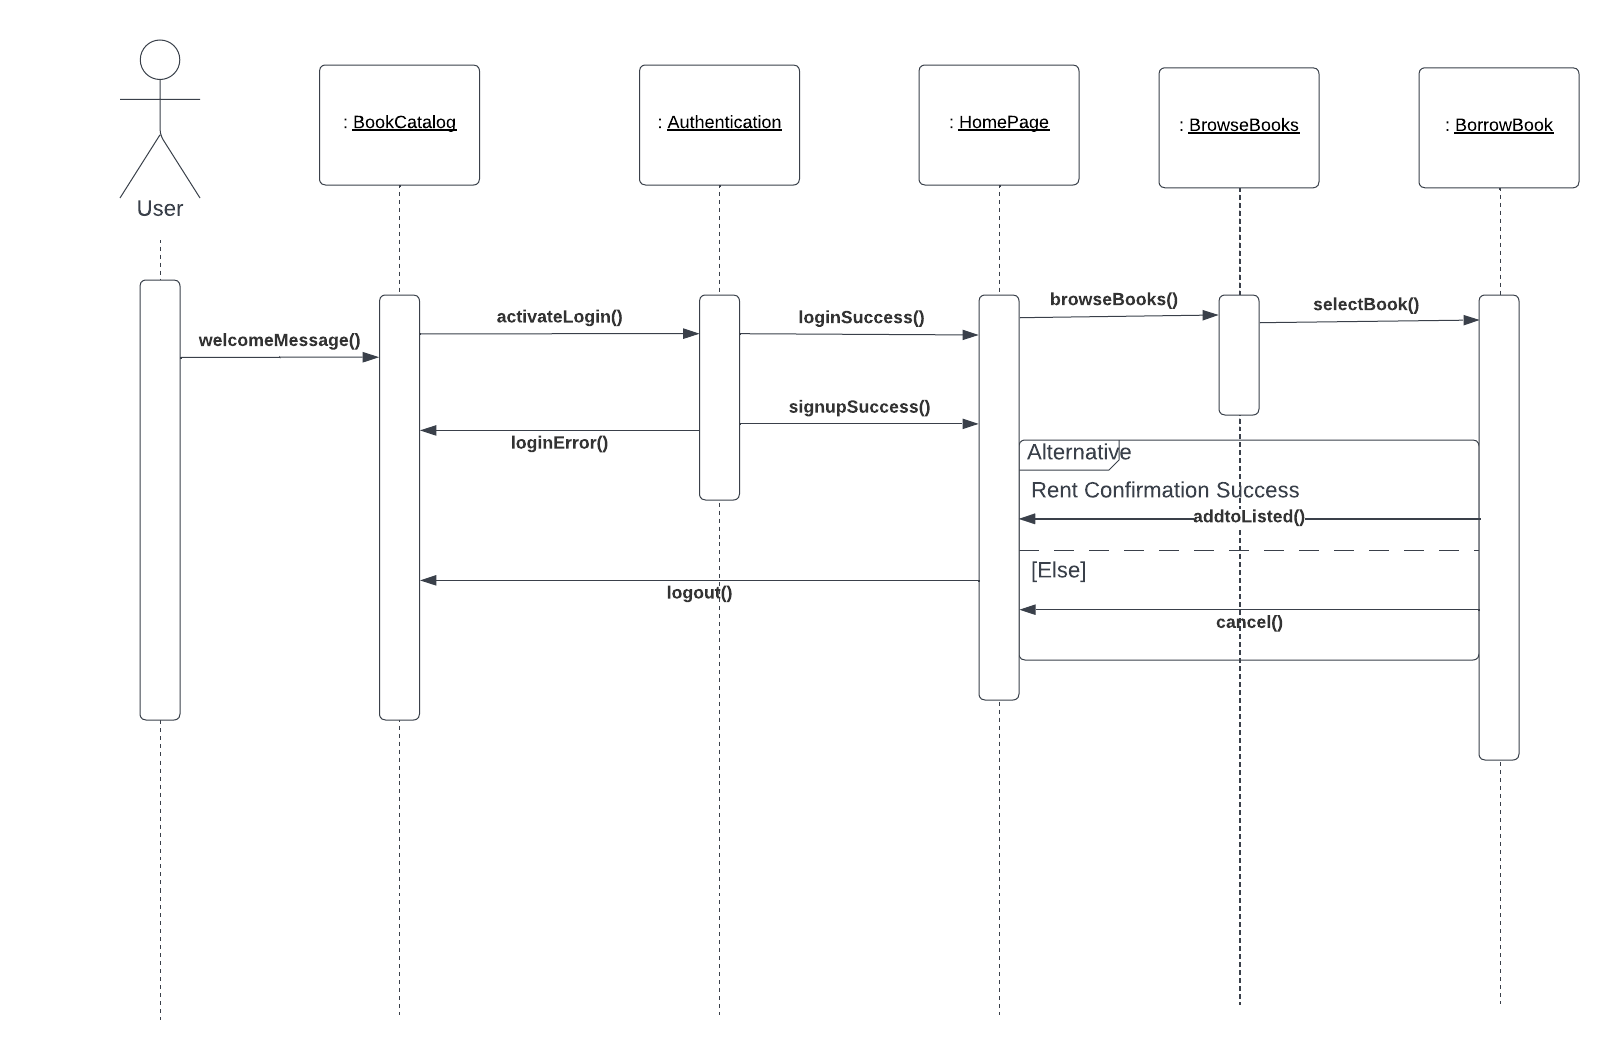 User
: BookCatalog
: Authentication
: HomePage
: BrowseBooks
: BorrowBook
welcomeMessage()
activateLogin()
loginSuccess()
browseBooks()
selectBook()
signupSuccess()
loginError()
Alternative
Rent Confirmation Success
addtoListed()
[Else]
logout()
cancel()